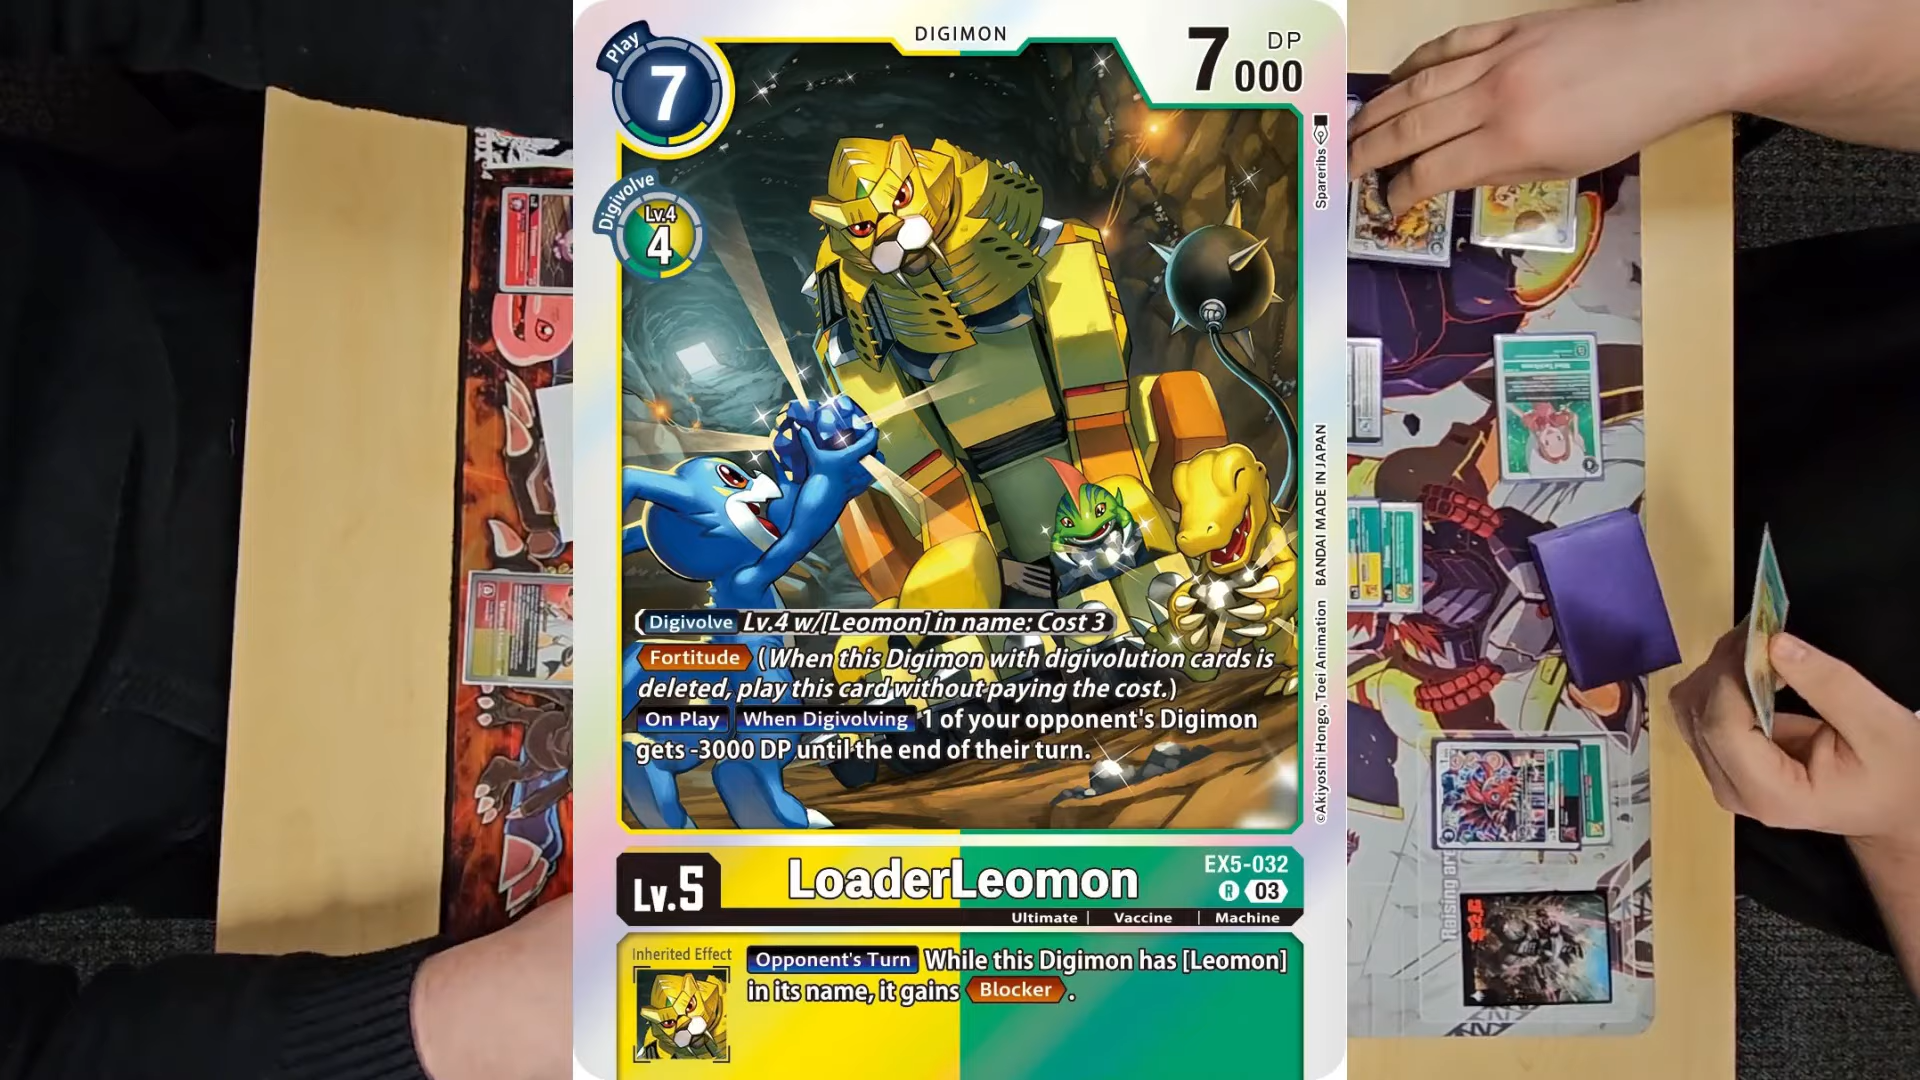 DIGIMON
Play
7
7000
DP
Digivolve
Lv.4
4
Spareribs
©Akiyoshi Hongo, Toei Animation BANDAI MADE IN JAPAN
Digivolve Lv.4 w/[Leomon] in name: Cost 3
Fortitude (When this Digimon with digivolution cards is
deleted, play this card without paying the cost.)
On Play When Digivolving 1 of your opponent's Digimon
gets -3000 DP until the end of their turn.
Lv.5
LoaderLeomon
EX5-032
R 03
Ultimate | Vaccine | Machine
Inherited Effect
Opponent's Turn While this Digimon has [Leomon]
in its name, it gains Blocker.
Raising area